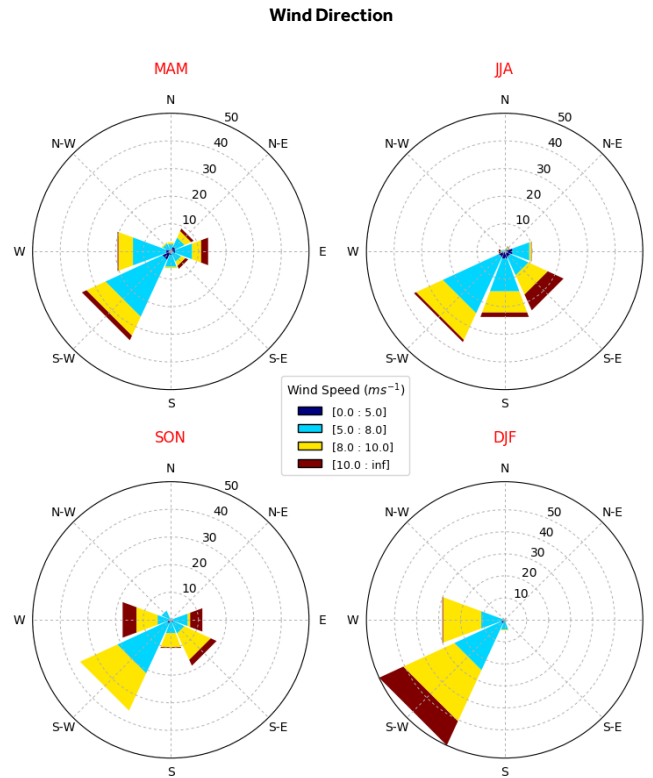 Wind Direction
MAM
N
N-E
E
S-E
S
S-W
W
N-W
10
20
30
40
50
JJA
N
N-E
E
S-E
S
S-W
W
N-W
10
20
30
40
50
Wind Speed (ms⁻¹)
[0.0 : 5.0]
[5.0 : 8.0]
[8.0 : 10.0]
[10.0 : inf]
SON
N
N-E
E
S-E
S
S-W
W
N-W
10
20
30
40
50
DJF
N
N-E
E
S-E
S
S-W
W
N-W
10
20
30
40
50